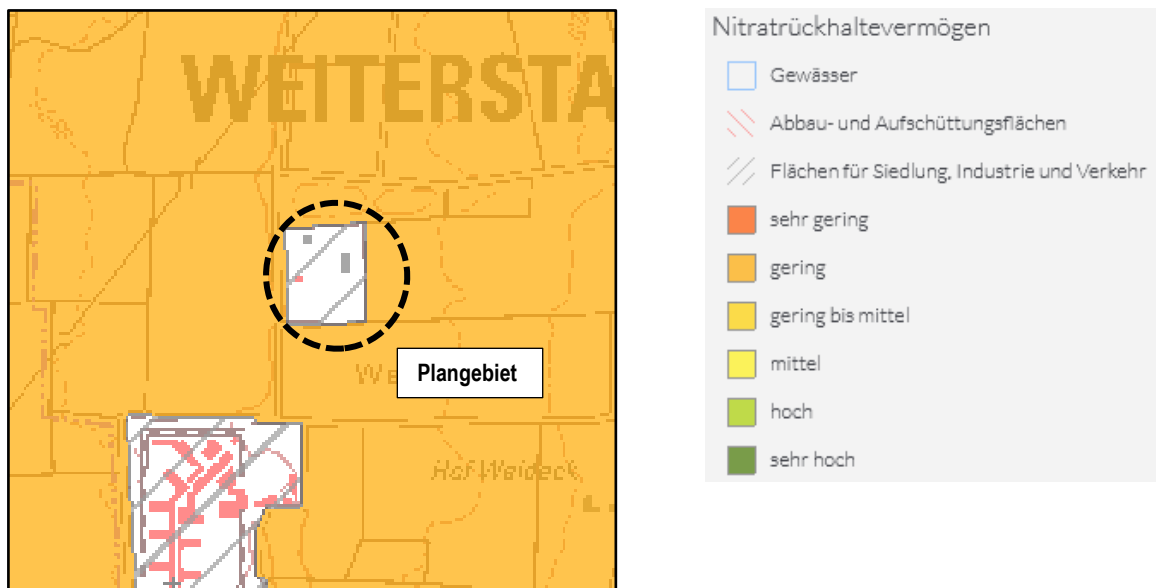 WEITERSTA
Plangebiet
We
Hof Weideck
Nitratrückhaltevermögen
Gewässer
Abbau- und Aufschüttungsflächen
Flächen für Siedlung, Industrie und Verkehr
sehr gering
gering
gering bis mittel
mittel
hoch
sehr hoch